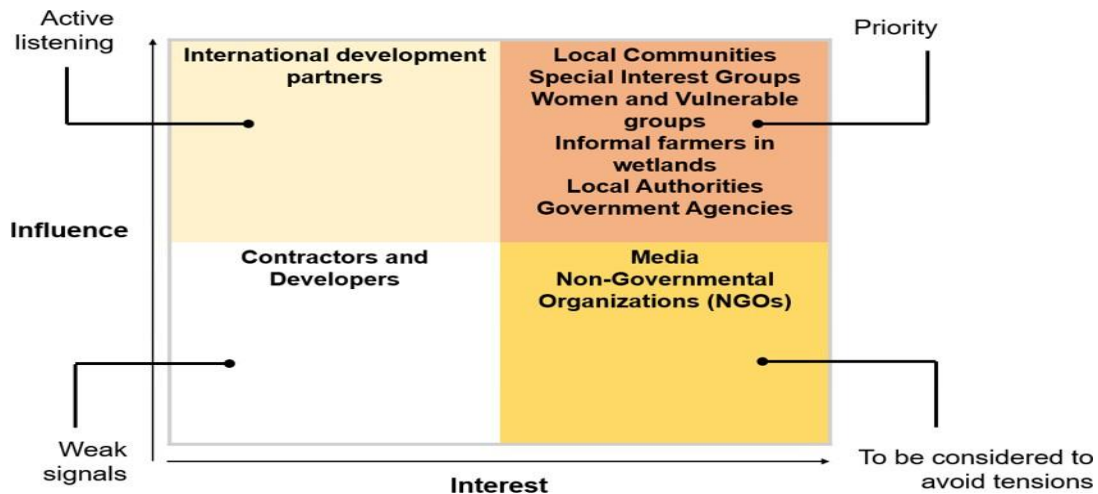 Active
listening
Priority
International development
partners
Local Communities
Special Interest Groups
Women and Vulnerable
groups
Informal farmers in
wetlands
Local Authorities
Government Agencies
Influence
Contractors and
Developers
Media
Non-Governmental
Organizations (NGOs)
Weak
signals
To be considered to
avoid tensions
Interest